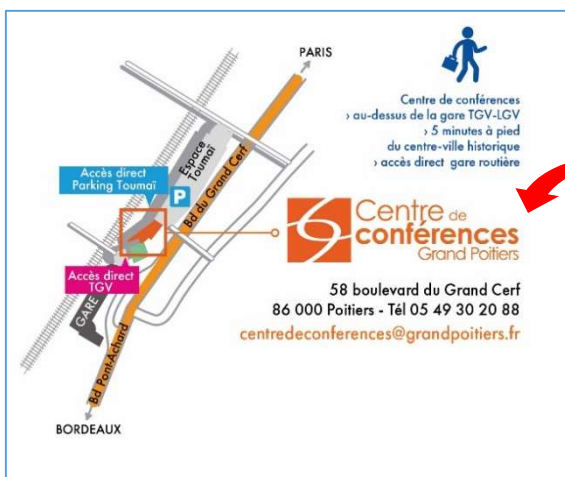 PARIS
Centre de conférences
› au-dessus de la gare TGV-LGV
› 5 minutes à pied
du centre-ville historique
› accès direct gare routière
Espace
Toumaï
Bd du Grand Cerf
Accès direct
Parking Toumaï
P
Centre de
conférences
Grand Poitiers
Accès direct
TGV
GARE
58 boulevard du Grand Cerf
86 000 Poitiers - Tél 05 49 30 20 88
centredeconferences@grandpoitiers.fr
Bd Pont-Achard
BORDEAUX